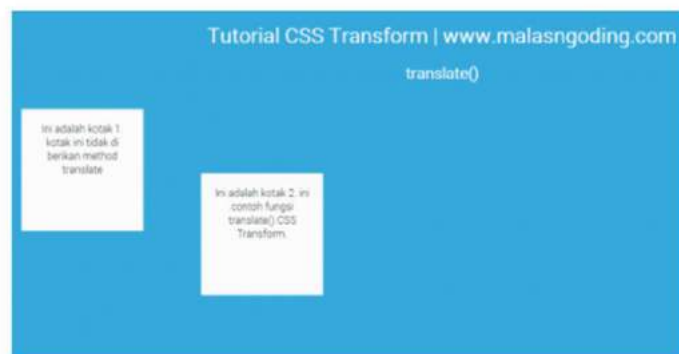 Tutorial CSS Transform | www.malasngoding.com
translate()
Ini adalah kotak 1.
kotak ini tidak di
berikan method
translate
Ini adalah kotak 2. ini
contoh fungsi
translate() CSS
Transform.